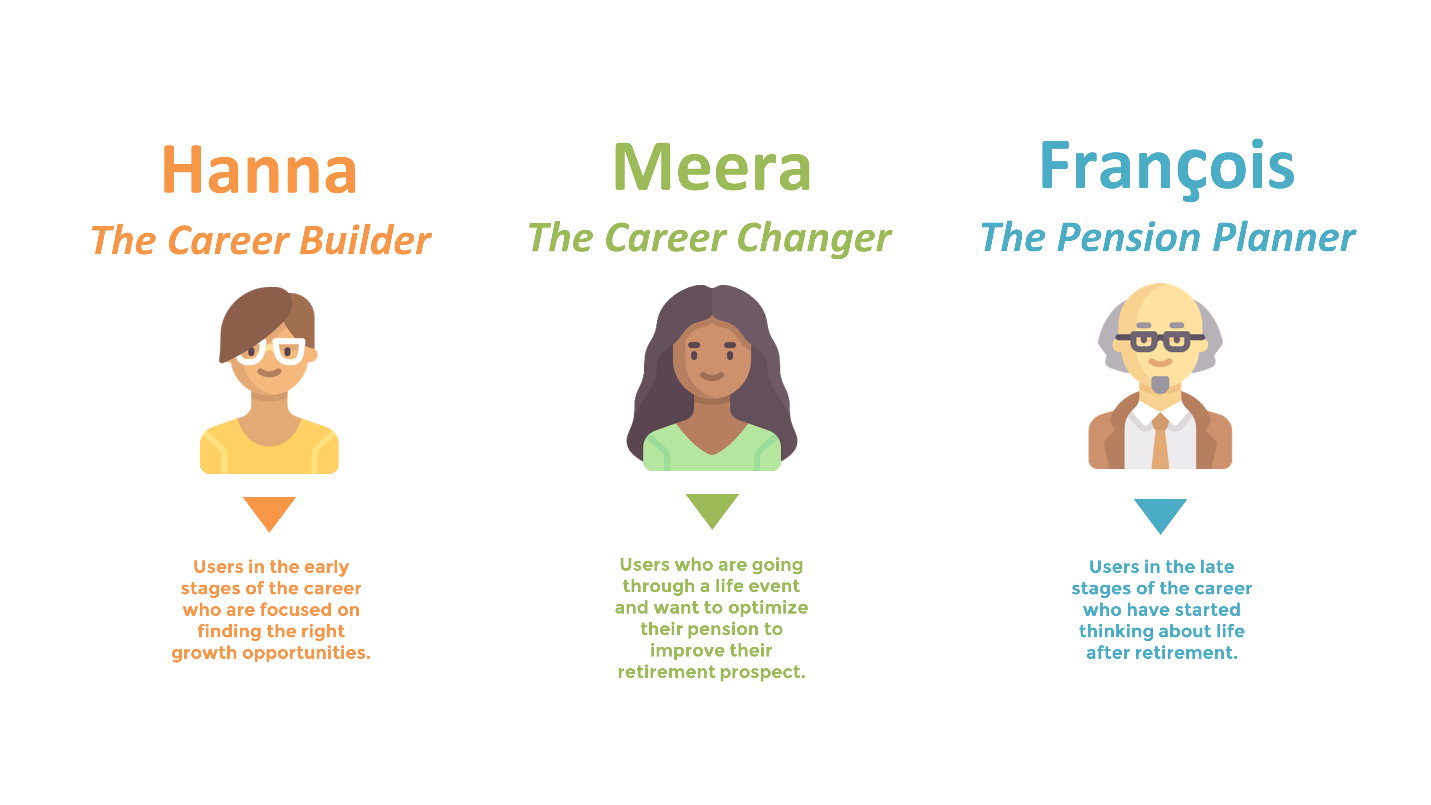 Hanna
The Career Builder
Users in the early
stages of the career
who are focused on
finding the right
growth opportunities.
Meera
The Career Changer
Users who are going
through a life event
and want to optimize
their pension to
improve their
retirement prospect.
François
The Pension Planner
Users in the late
stages of the career
who have started
thinking about life
after retirement.